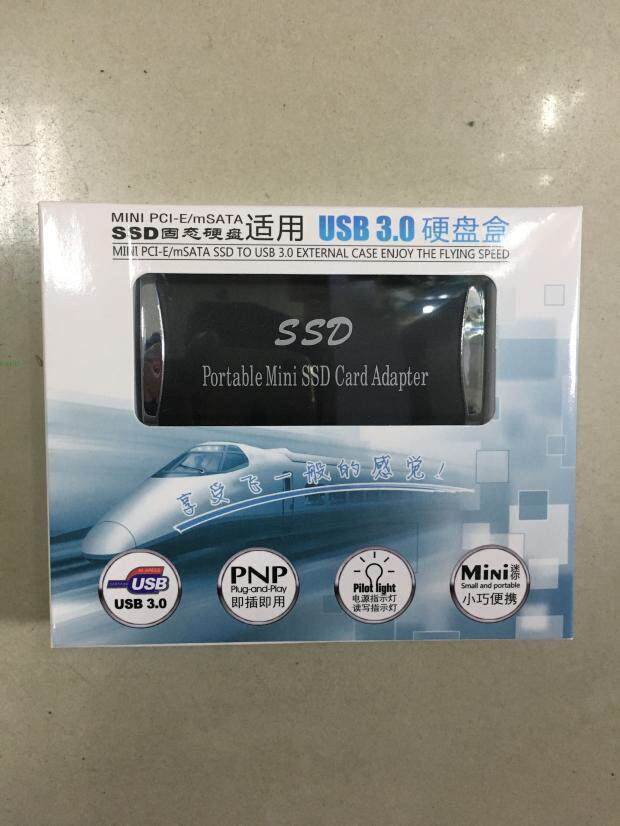 MINI PCI-E/mSATA
SSD固态硬盘适用 USB 3.0 硬盘盒
MINI PCI-E/mSATA SSD TO USB 3.0 EXTERNAL CASE ENJOY THE FLYING SPEED
SSD
Portable Mini SSD Card Adapter
享受飞一般的感觉!
USB
USB 3.0
PNP
Plug-and-Play
即插即用
Pilot light
电源指示灯
读写指示灯
Mini迷你
Small and portable
小巧便携